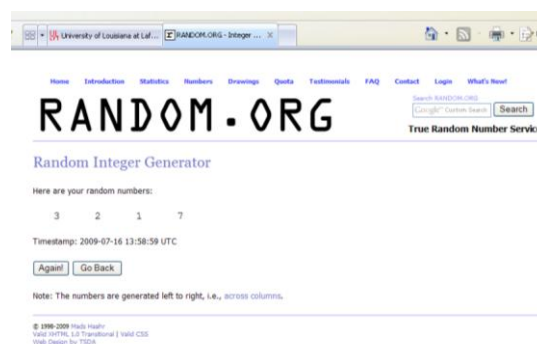 University of Louisiana at Laf... RANDOM.ORG - Integer ... X
Home Introduction Statistics Numbers Drawings Quota Testimonials FAQ Contact Login What's New!
RANDOM.ORG
Search RANDOM.ORG
Google™ Custom Search Search
True Random Number Servic
Random Integer Generator
Here are your random numbers:
3 2 1 7
Timestamp: 2009-07-16 13:58:59 UTC
Again! Go Back
Note: The numbers are generated left to right, i.e., across columns.
© 1998-2009 Mads Haahr
Valid XHTML 1.0 Transitional | Valid CSS
Web Design by TSDA